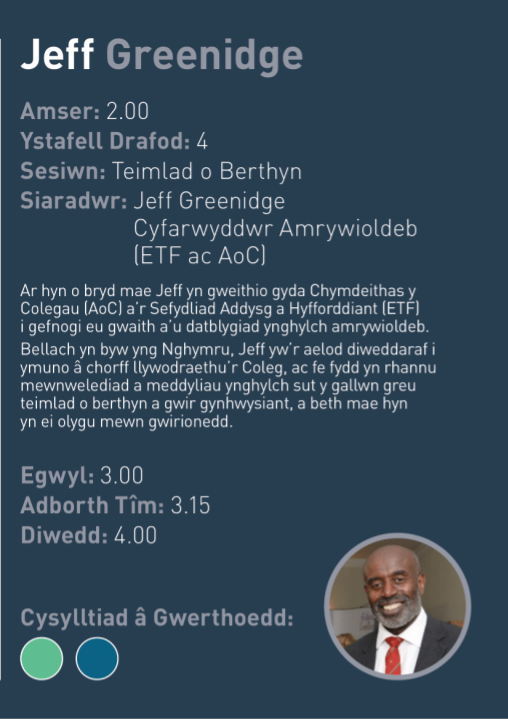 Jeff Greenidge
Amser: 2.00
Ystafell Drafod: 4
Sesiwn: Teimlad o Berthyn
Siaradwr: Jeff Greenidge
Cyfarwyddwr Amrywioldeb
(ETF ac AoC)
Ar hyn o bryd mae Jeff yn gweithio gyda Chymdeithas y
Colegau (AoC) a'r Sefydliad Addysg a Hyfforddiant (ETF)
i gefnogi eu gwaith a'u datblygiad ynghylch amrywioldeb.
Bellach yn byw yng Nghymru, Jeff yw'r aelod diweddaraf i
ymuno â chorff llywodraethu'r Coleg, ac fe fydd yn rhannu
mewnwelediad a meddyliau ynghylch sut y gallwn greu
teimlad o berthyn a gwir gynhwysiant, a beth mae hyn
yn ei olygu mewn gwirionedd.
Egwyl: 3.00
Adborth Tîm: 3.15
Diwedd: 4.00
Cysylltiad â Gwerthoedd: